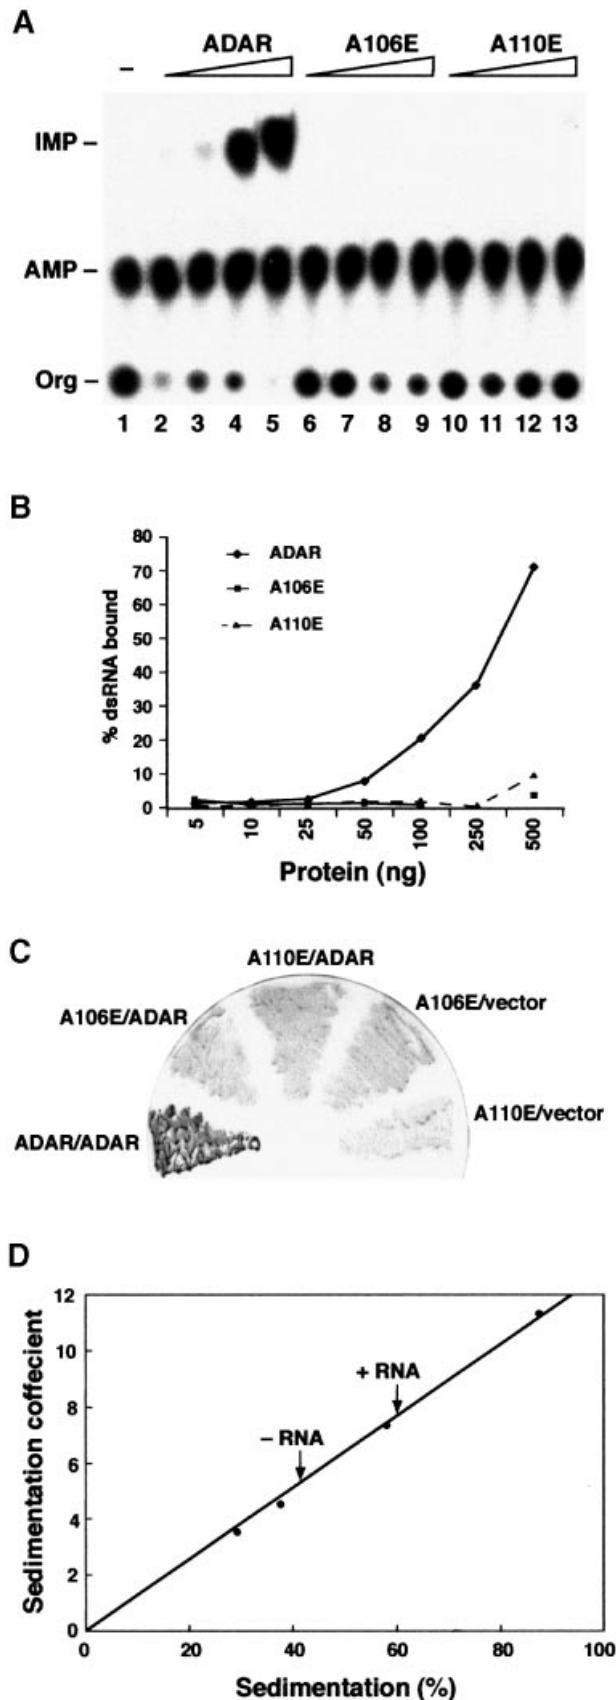 A
ADAR A106E A110E
–
IMP –
AMP –
Org –
1 2 3 4 5 6 7 8 9 10 11 12 13
B
80
70
60
50
40
30
20
10
0
% dsRNA bound
ADAR
A106E
A110E
5 10 25 50 100 250 500
Protein (ng)
C
A110E/ADAR
A106E/ADAR
A106E/vector
A110E/vector
ADAR/ADAR
D
12
10
8
6
4
2
0
Sedimentation coffecient
+ RNA
– RNA
0 20 40 60 80 100
Sedimentation (%)